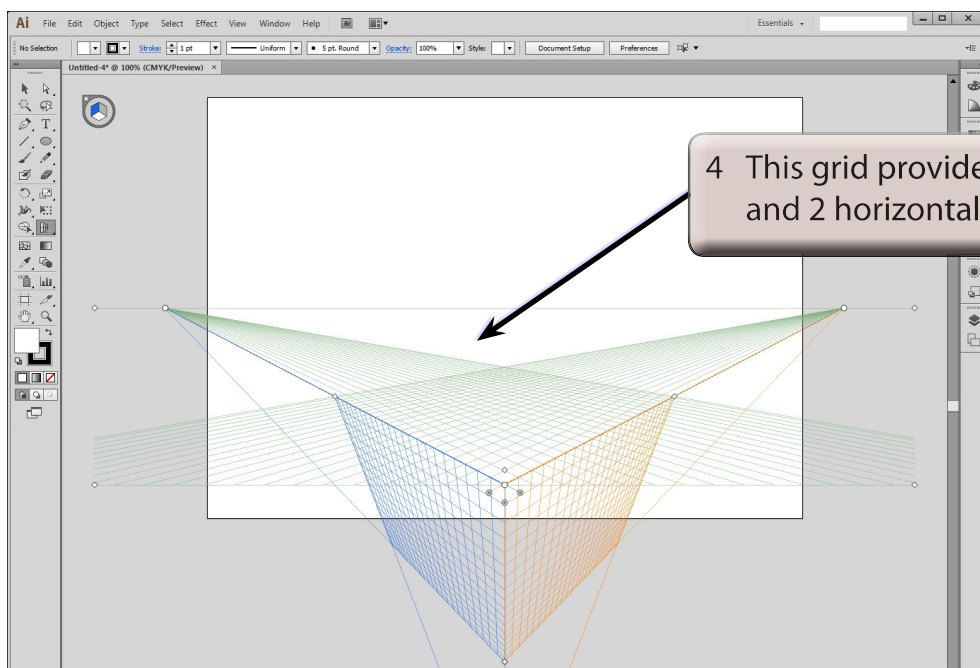 Ai File Edit Object Type Select Effect View Window Help Br Essentials
No Selection Stroke: 1 pt Uniform 5 pt. Round Opacity: 100% Style: Document Setup Preferences
Untitled-4* @ 100% (CMYK/Preview) ×
4 This grid provide
and 2 horizontal